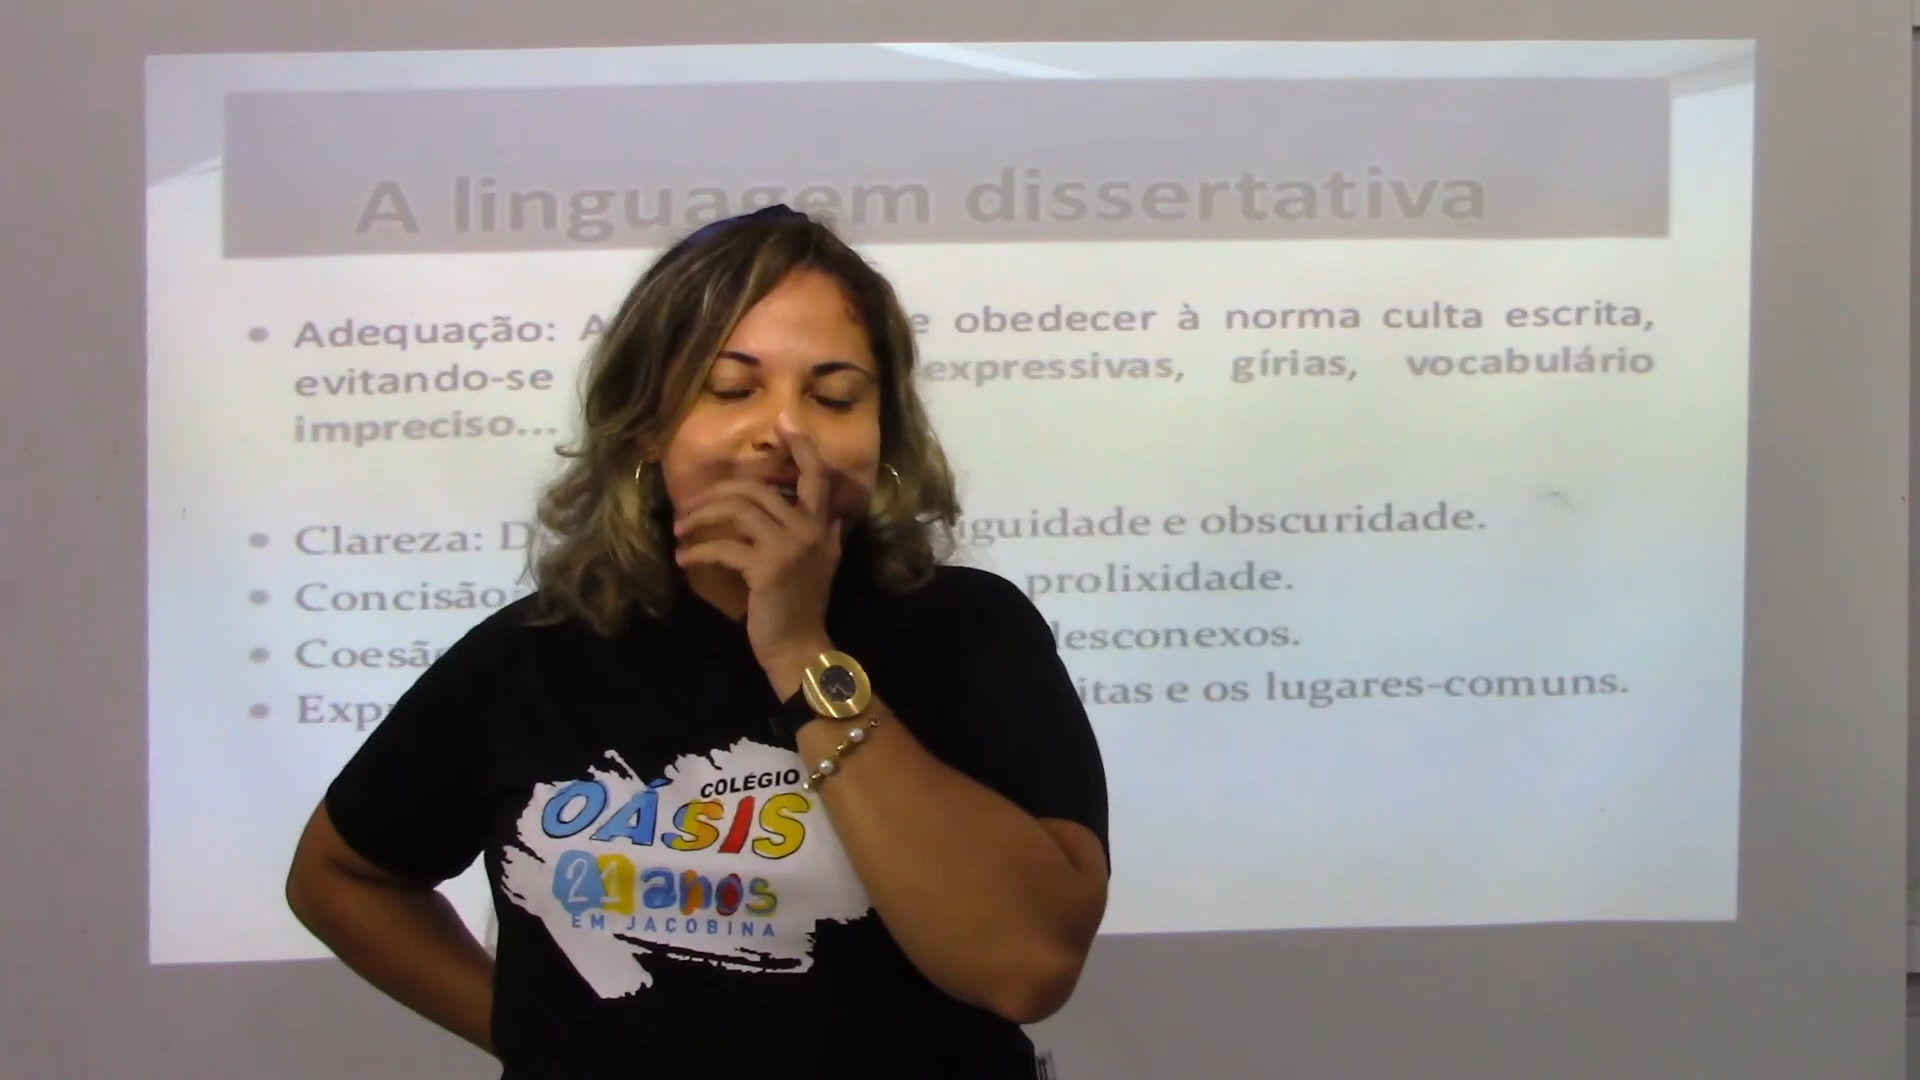 A linguagem dissertativa
• Adequação: A e obedecer à norma culta escrita,
evitando-se expressivas, gírias, vocabulário
impreciso...
• Clareza: D iguidade e obscuridade.
• Concisão: prolixidade.
• Coesã desconexos.
• Exp itas e os lugares-comuns.
COLÉGIO
OÁSIS
21 anos
EM JACOBINA